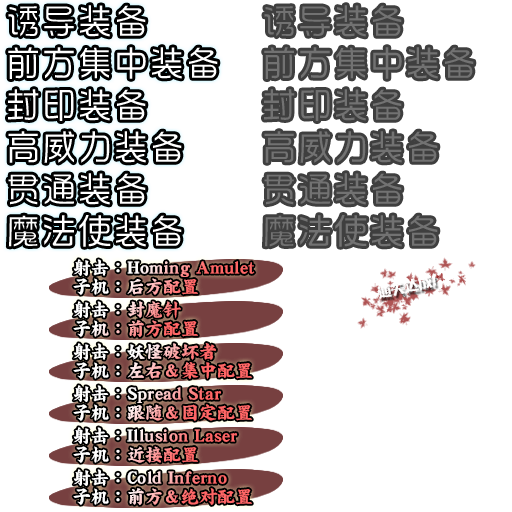 诱导装备
前方集中装备
封印装备
高威力装备
贯通装备
魔法使装备
诱导装备
前方集中装备
封印装备
高威力装备
贯通装备
魔法使装备
射击：Homing Amulet
子机：后方配置
射击：封魔针
子机：前方配置
射击：妖怪破坏者
子机：左右＆集中配置
射击：Spread Star
子机：跟随＆固定配置
射击：Illusion Laser
子机：近接配置
射击：Cold Inferno
子机：前方＆绝对配置